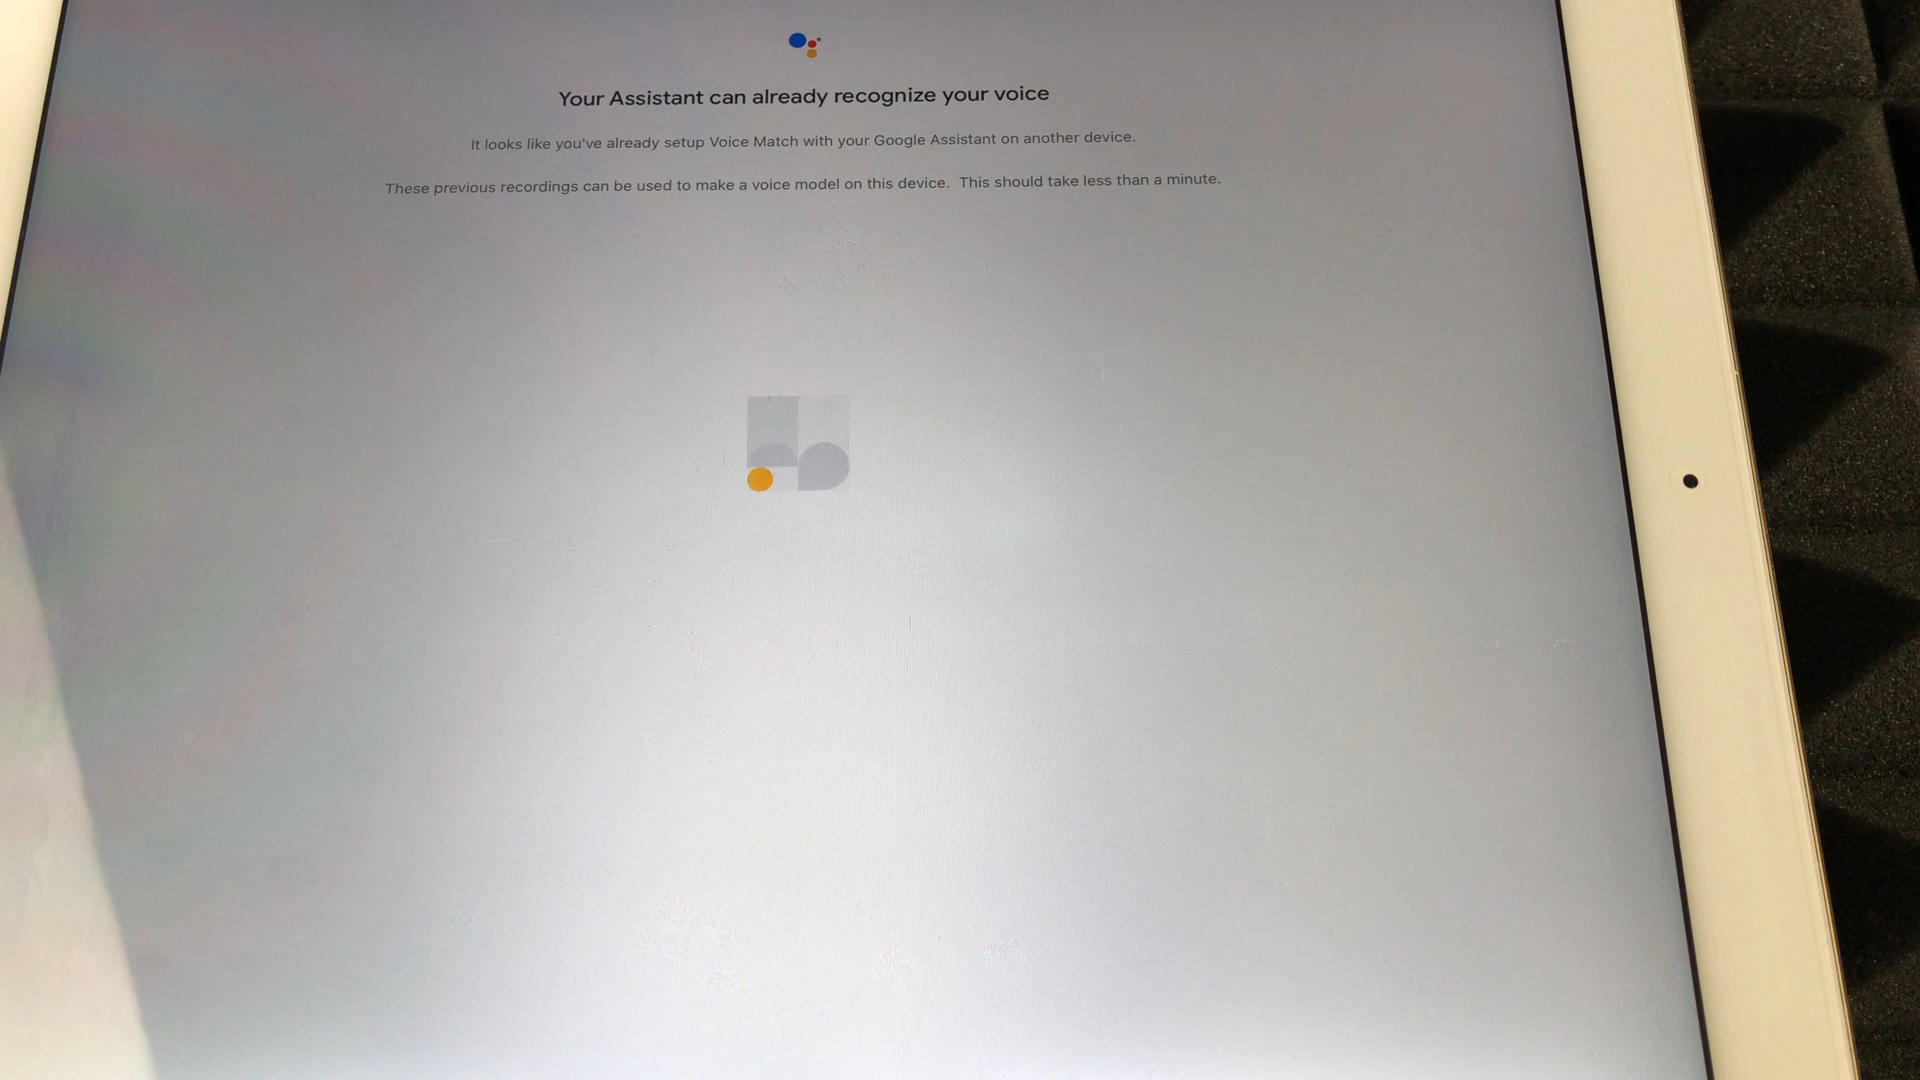 Your Assistant can already recognize your voice
It looks like you've already setup Voice Match with your Google Assistant on another device.
These previous recordings can be used to make a voice model on this device. This should take less than a minute.